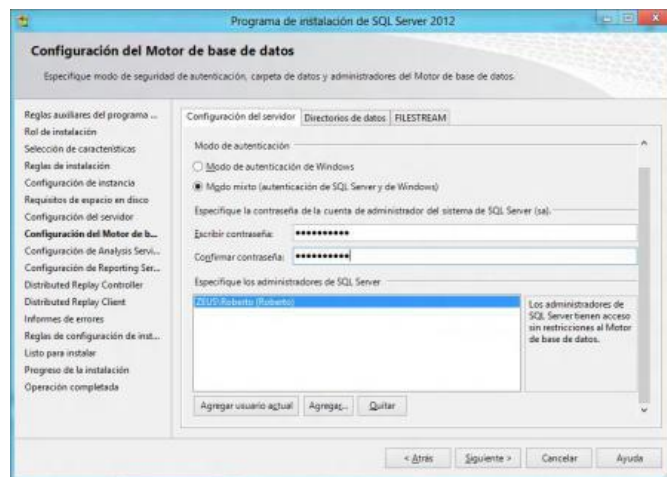 Programa de instalación de SQL Server 2012
Configuración del Motor de base de datos
Especifique modo de seguridad de autenticación, carpeta de datos y administradores del Motor de base de datos.
Reglas auxiliares del programa ...
Rol de instalación
Selección de características
Reglas de instalación
Configuración de instancia
Requisitos de espacio en disco
Configuración del servidor
Configuración del Motor de b...
Configuración de Analysis Servi...
Configuración de Reporting Ser...
Distributed Replay Controller
Distributed Replay Client
Informes de errores
Reglas de configuración de inst...
Listo para instalar
Progreso de la instalación
Operación completada
Configuración del servidor
Directorios de datos
FILESTREAM
Modo de autenticación
Modo de autenticación de Windows
Modo mixto (autenticación de SQL Server y de Windows)
Especifique la contraseña de la cuenta de administrador del sistema de SQL Server (sa).
Escribir contraseña: ••••••••••
Confirmar contraseña: ••••••••••
Especifique los administradores de SQL Server
ZEUS\Roberto (Roberto)
Los administradores de
SQL Server tienen acceso
sin restricciones al Motor
de base de datos.
Agregar usuario actual
Agregar...
Quitar
< Atrás
Siguiente >
Cancelar
Ayuda